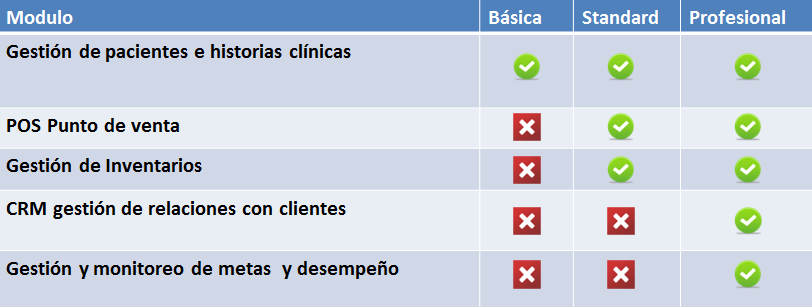 Modulo Básica Standard Profesional
Gestión de pacientes e historias clínicas
POS Punto de venta
Gestión de Inventarios
CRM gestión de relaciones con clientes
Gestión y monitoreo de metas y desempeño